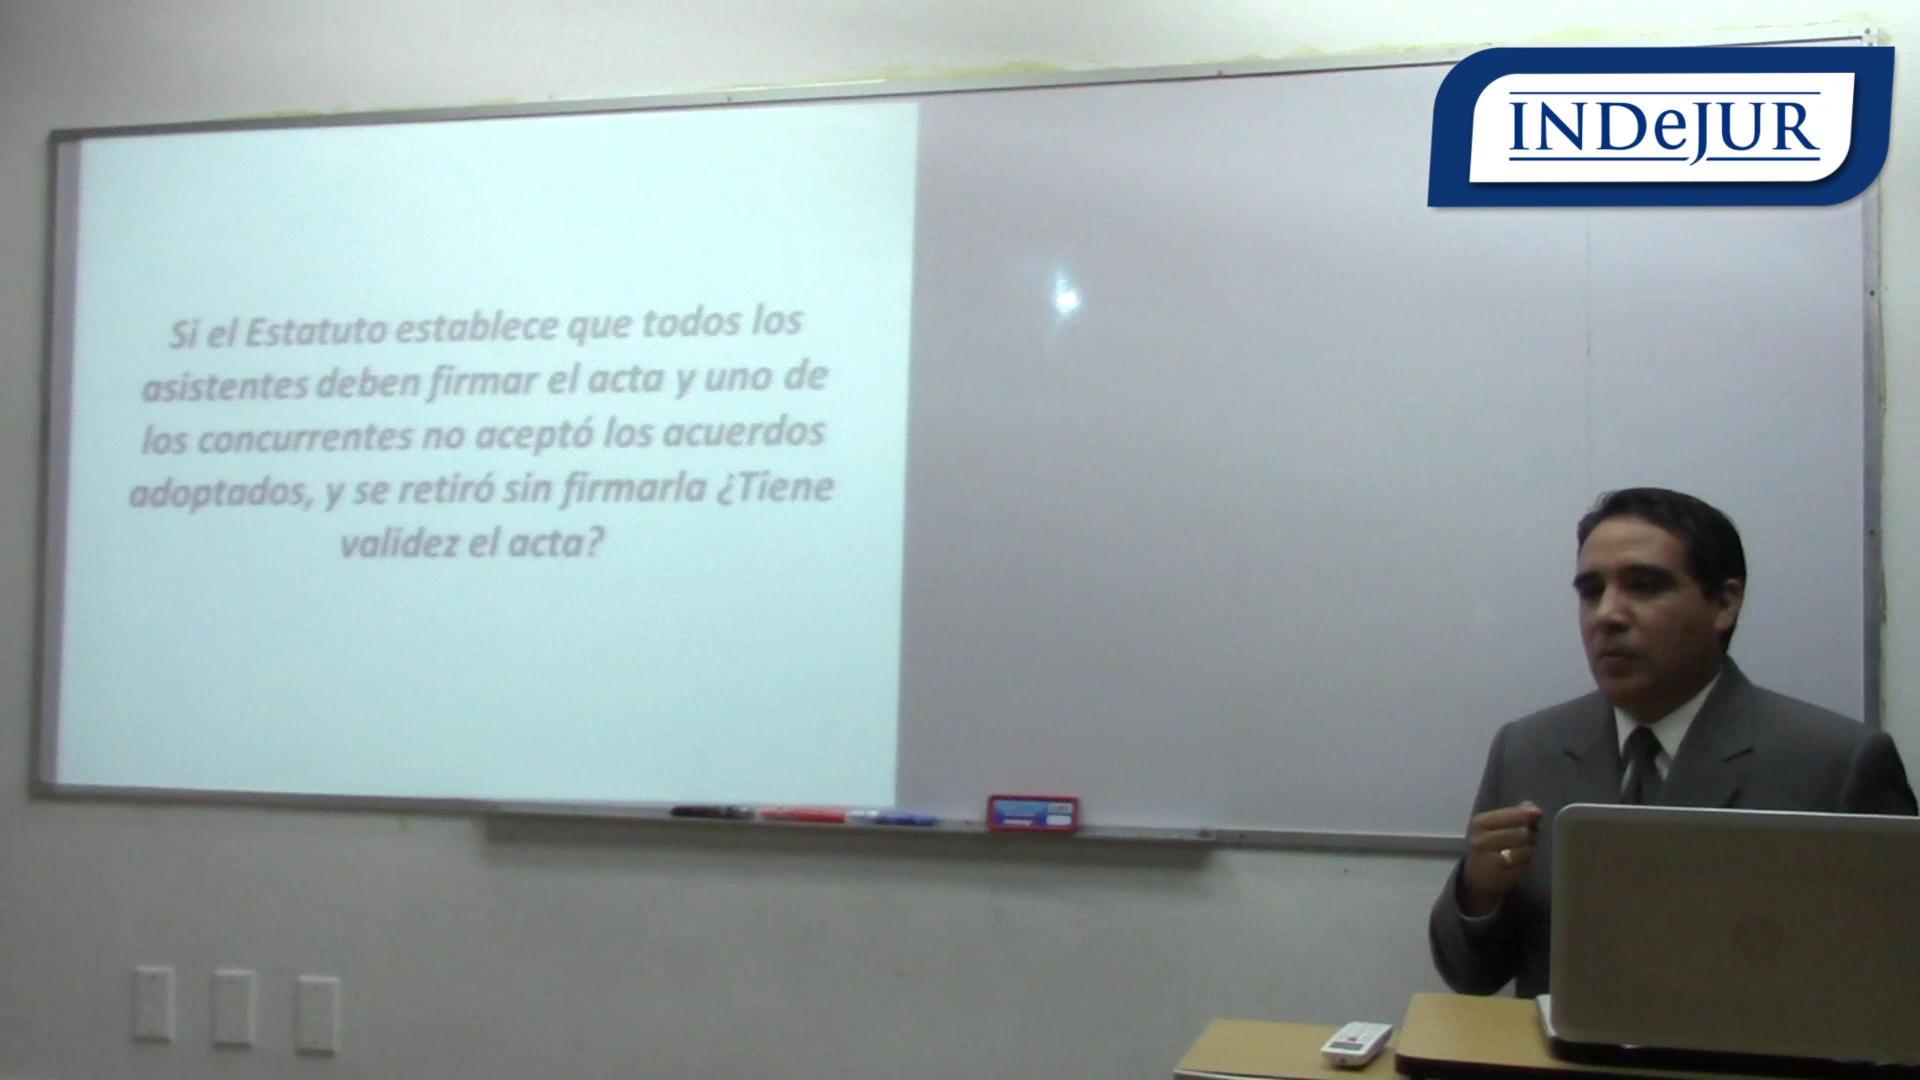 INDeJUR
Si el Estatuto establece que todos los
asistentes deben firmar el acta y uno de
los concurrentes no aceptó los acuerdos
adoptados, y se retiró sin firmarla ¿Tiene
validez el acta?